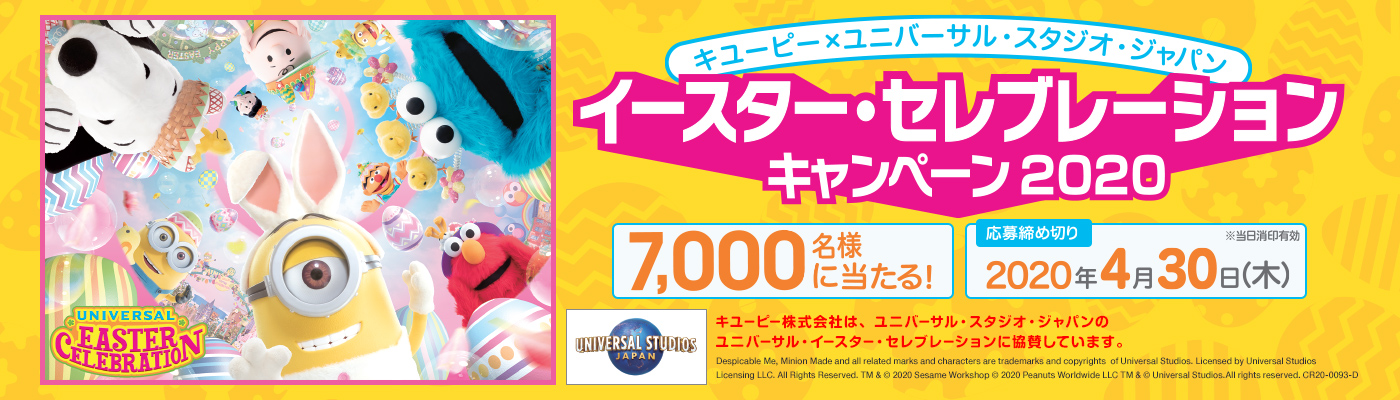 キユーピー×ユニバーサル・スタジオ・ジャパン
イースター・セレブレーション
キャンペーン2020
7,000名様に当たる!
応募締め切り
※当日消印有効
2020年4月30日(木)
UNIVERSAL
EASTER
CELEBRATION
UNIVERSAL STUDIOS
JAPAN
キユーピー株式会社は、ユニバーサル・スタジオ・ジャパンの
ユニバーサル・イースター・セレブレーションに協賛しています。
Despicable Me, Minion Made and all related marks and characters are trademarks and copyrights of Universal Studios. Licensed by Universal Studios
Licensing LLC. All Rights Reserved. TM & © 2020 Sesame Workshop © 2020 Peanuts Worldwide LLC TM & © Universal Studios.All rights reserved. CR20-0093-D